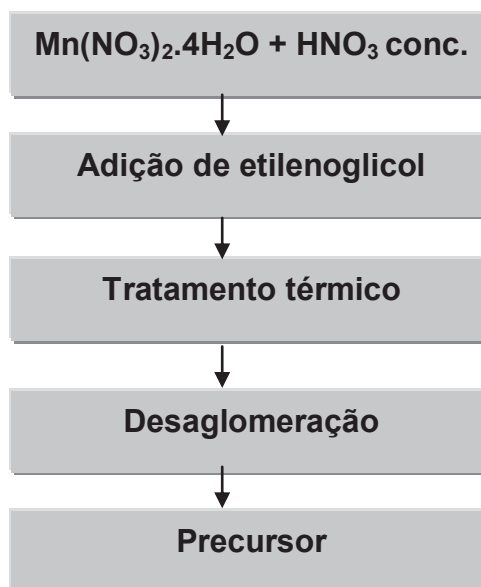 Mn(NO₃)₂.4H₂O + HNO₃ conc.
Adição de etilenoglicol
Tratamento térmico
Desaglomeração
Precursor